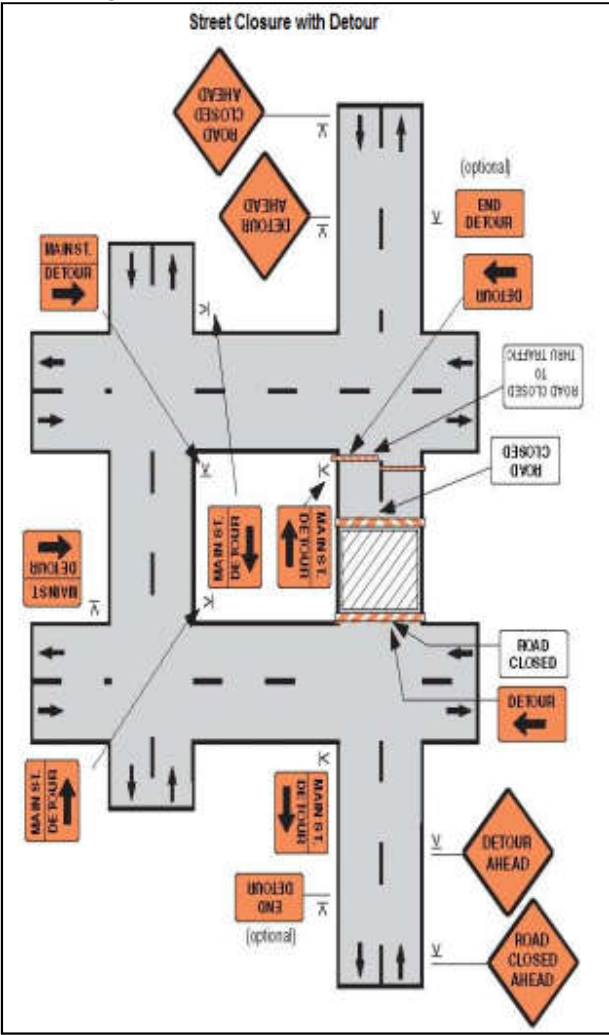 Street Closure with Detour
ROAD
CLOSED
AHEAD
DETOUR
AHEAD
(optional)
END
DETOUR
MAIN ST.
DETOUR
DETOUR
ROAD CLOSED
TO
THRU TRAFFIC
ROAD
CLOSED
MAIN ST.
DETOUR
MAIN ST.
DETOUR
MAIN ST.
DETOUR
ROAD
CLOSED
DETOUR
MAIN ST.
DETOUR
MAIN ST.
DETOUR
DETOUR
AHEAD
END
DETOUR
(optional)
ROAD
CLOSED
AHEAD